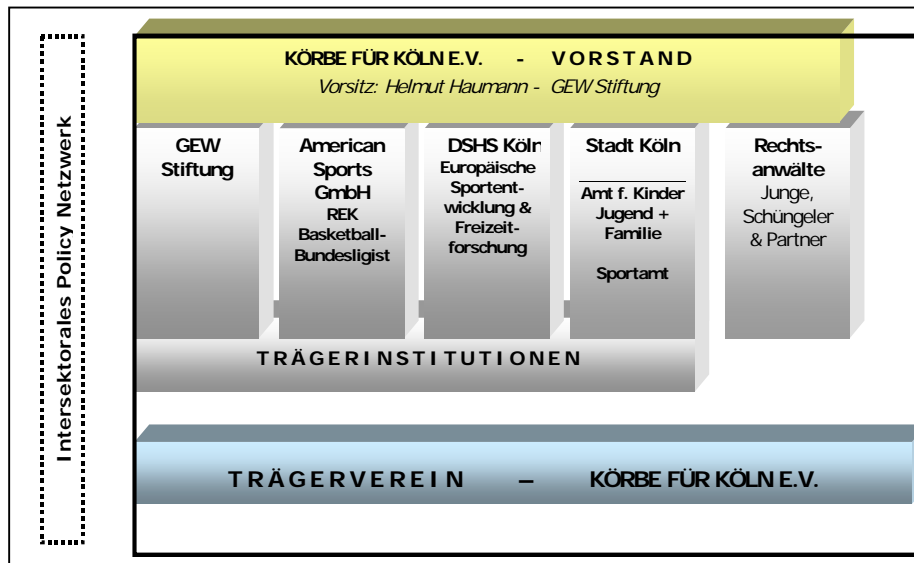 Intersektorales Policy Netzwerk
KÖRBE FÜR KÖLN E.V. - VORSTAND
Vorsitz: Helmut Haumann - GEW Stiftung
GEW
Stiftung
American
Sports
GmbH
REK
Basketball-
Bundesligist
DSHS Köln
Europäische
Sportent-
wicklung &
Freizeit-
forschung
Stadt Köln
Amt f. Kinder
Jugend +
Familie
Sportamt
Rechts-
anwälte
Junge,
Schüngeler
& Partner
TRÄGERINSTITUTIONEN
TRÄGERVEREIN – KÖRBE FÜR KÖLN E.V.